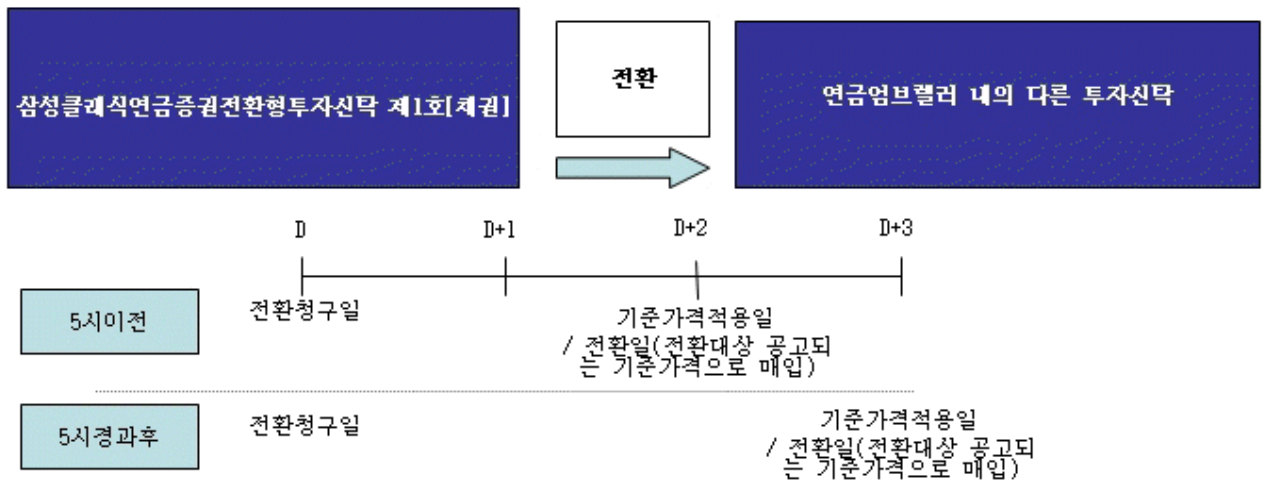 삼성클래식연금증권전환형투자신탁 제1호[채권]
전환
연금엄브렐러 내의 다른 투자신탁
D
D+1
D+2
D+3
5시이전
전환청구일
기준가격적용일
/ 전환일(전환대상 공고되
는 기준가격으로 매입)
5시경과후
전환청구일
기준가격적용일
/ 전환일(전환대상 공고되
는 기준가격으로 매입)